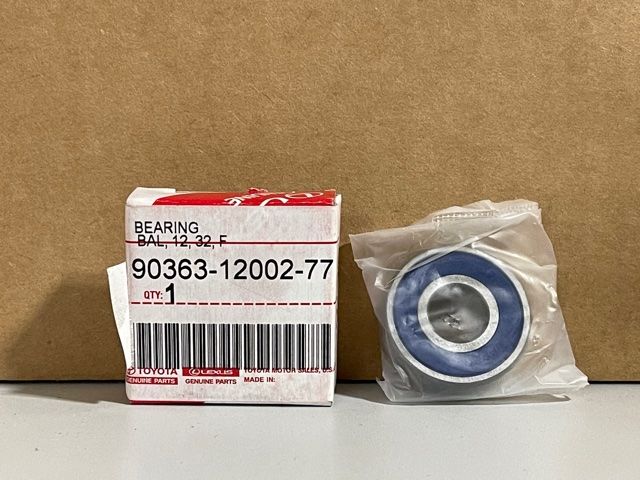 BEARING
BAL, 12, 32, F
90363-12002-77
QTY: 1
TOYOTA LEXUS TOYOTA MOTOR SALES, U.S.
GENUINE PARTS GENUINE PARTS MADE IN: